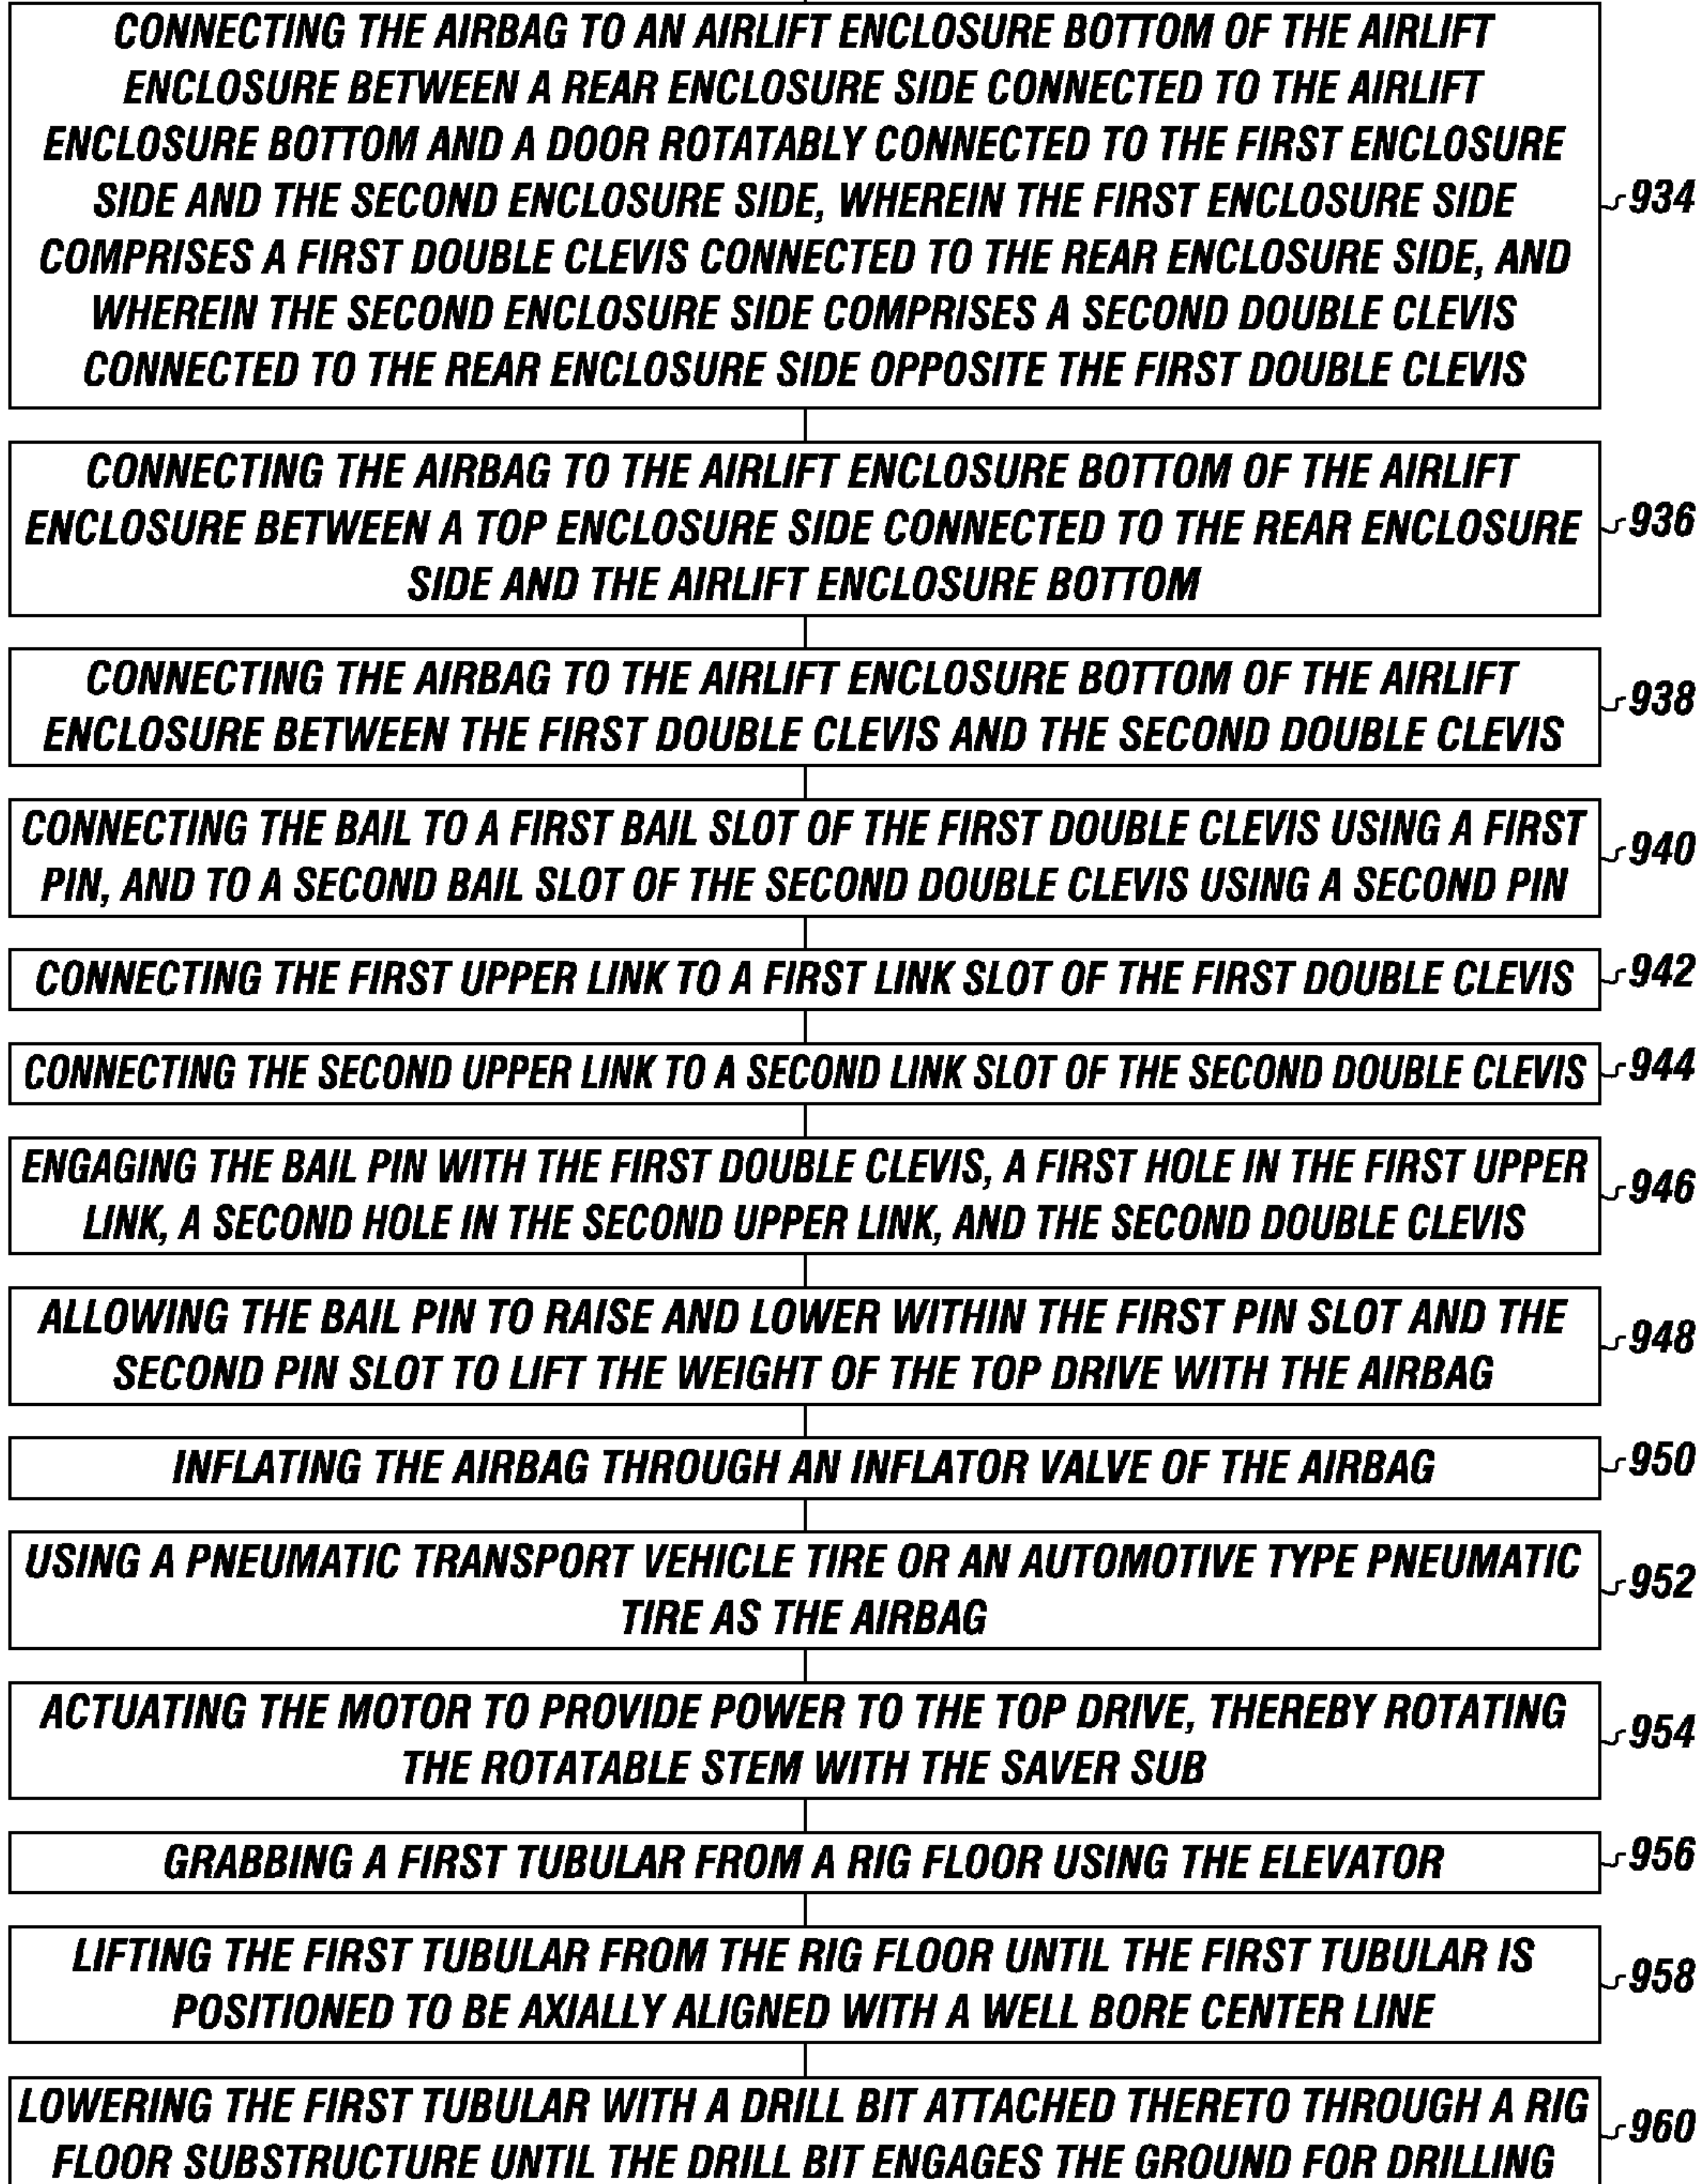 CONNECTING THE AIRBAG TO AN AIRLIFT ENCLOSURE BOTTOM OF THE AIRLIFT
ENCLOSURE BETWEEN A REAR ENCLOSURE SIDE CONNECTED TO THE AIRLIFT
ENCLOSURE BOTTOM AND A DOOR ROTATABLY CONNECTED TO THE FIRST ENCLOSURE
SIDE AND THE SECOND ENCLOSURE SIDE, WHEREIN THE FIRST ENCLOSURE SIDE
COMPRISES A FIRST DOUBLE CLEVIS CONNECTED TO THE REAR ENCLOSURE SIDE, AND
WHEREIN THE SECOND ENCLOSURE SIDE COMPRISES A SECOND DOUBLE CLEVIS
CONNECTED TO THE REAR ENCLOSURE SIDE OPPOSITE THE FIRST DOUBLE CLEVIS
934
CONNECTING THE AIRBAG TO THE AIRLIFT ENCLOSURE BOTTOM OF THE AIRLIFT
ENCLOSURE BETWEEN A TOP ENCLOSURE SIDE CONNECTED TO THE REAR ENCLOSURE
SIDE AND THE AIRLIFT ENCLOSURE BOTTOM
936
CONNECTING THE AIRBAG TO THE AIRLIFT ENCLOSURE BOTTOM OF THE AIRLIFT
ENCLOSURE BETWEEN THE FIRST DOUBLE CLEVIS AND THE SECOND DOUBLE CLEVIS
938
CONNECTING THE BAIL TO A FIRST BAIL SLOT OF THE FIRST DOUBLE CLEVIS USING A FIRST
PIN, AND TO A SECOND BAIL SLOT OF THE SECOND DOUBLE CLEVIS USING A SECOND PIN
940
CONNECTING THE FIRST UPPER LINK TO A FIRST LINK SLOT OF THE FIRST DOUBLE CLEVIS
942
CONNECTING THE SECOND UPPER LINK TO A SECOND LINK SLOT OF THE SECOND DOUBLE CLEVIS
944
ENGAGING THE BAIL PIN WITH THE FIRST DOUBLE CLEVIS, A FIRST HOLE IN THE FIRST UPPER
LINK, A SECOND HOLE IN THE SECOND UPPER LINK, AND THE SECOND DOUBLE CLEVIS
946
ALLOWING THE BAIL PIN TO RAISE AND LOWER WITHIN THE FIRST PIN SLOT AND THE
SECOND PIN SLOT TO LIFT THE WEIGHT OF THE TOP DRIVE WITH THE AIRBAG
948
INFLATING THE AIRBAG THROUGH AN INFLATOR VALVE OF THE AIRBAG
950
USING A PNEUMATIC TRANSPORT VEHICLE TIRE OR AN AUTOMOTIVE TYPE PNEUMATIC
TIRE AS THE AIRBAG
952
ACTUATING THE MOTOR TO PROVIDE POWER TO THE TOP DRIVE, THEREBY ROTATING
THE ROTATABLE STEM WITH THE SAVER SUB
954
GRABBING A FIRST TUBULAR FROM A RIG FLOOR USING THE ELEVATOR
956
LIFTING THE FIRST TUBULAR FROM THE RIG FLOOR UNTIL THE FIRST TUBULAR IS
POSITIONED TO BE AXIALLY ALIGNED WITH A WELL BORE CENTER LINE
958
LOWERING THE FIRST TUBULAR WITH A DRILL BIT ATTACHED THERETO THROUGH A RIG
FLOOR SUBSTRUCTURE UNTIL THE DRILL BIT ENGAGES THE GROUND FOR DRILLING
960